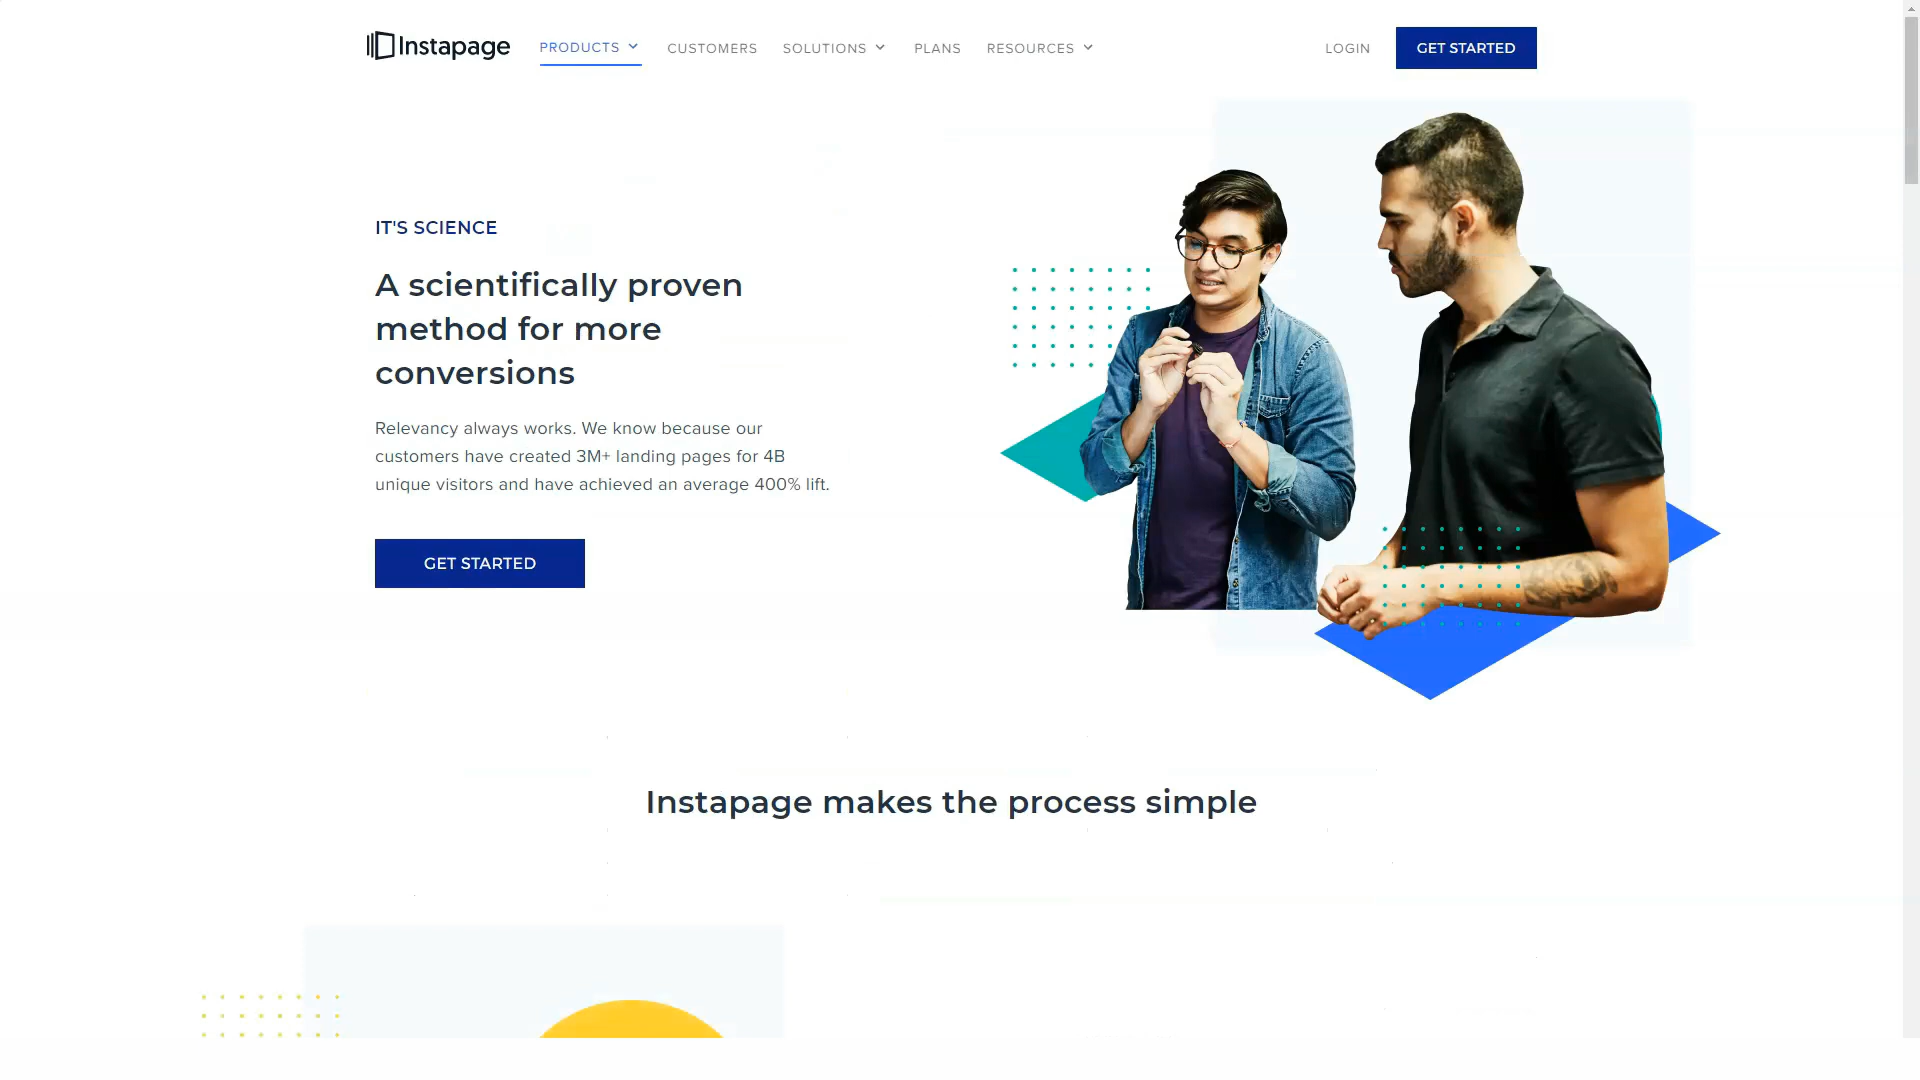 Instapage
PRODUCTS
CUSTOMERS
SOLUTIONS
PLANS
RESOURCES
LOGIN
GET STARTED
IT'S SCIENCE
A scientifically proven
method for more
conversions
Relevancy always works. We know because our
customers have created 3M+ landing pages for 4B
unique visitors and have achieved an average 400% lift.
GET STARTED
Instapage makes the process simple